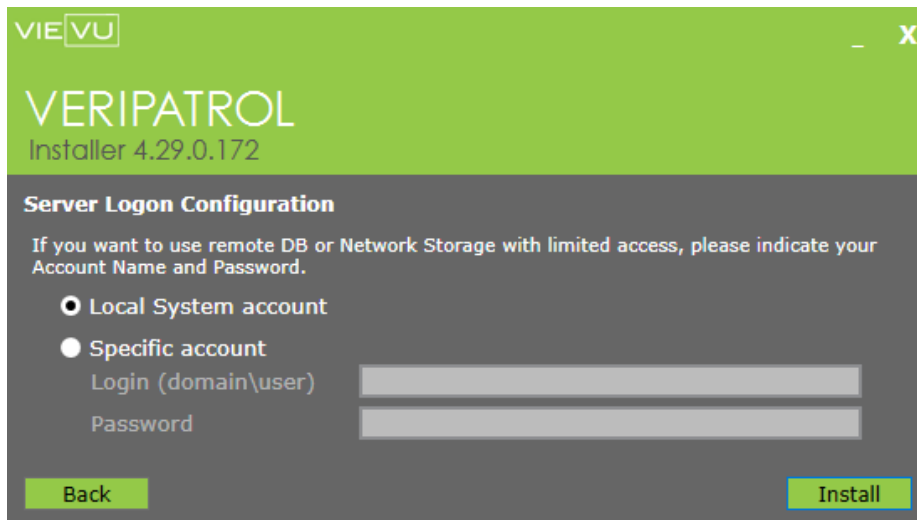 VIEVU
_ X
VERIPATROL
Installer 4.29.0.172
Server Logon Configuration
If you want to use remote DB or Network Storage with limited access, please indicate your
Account Name and Password.
Local System account
Specific account
Login (domain\user)
Password
Back Install